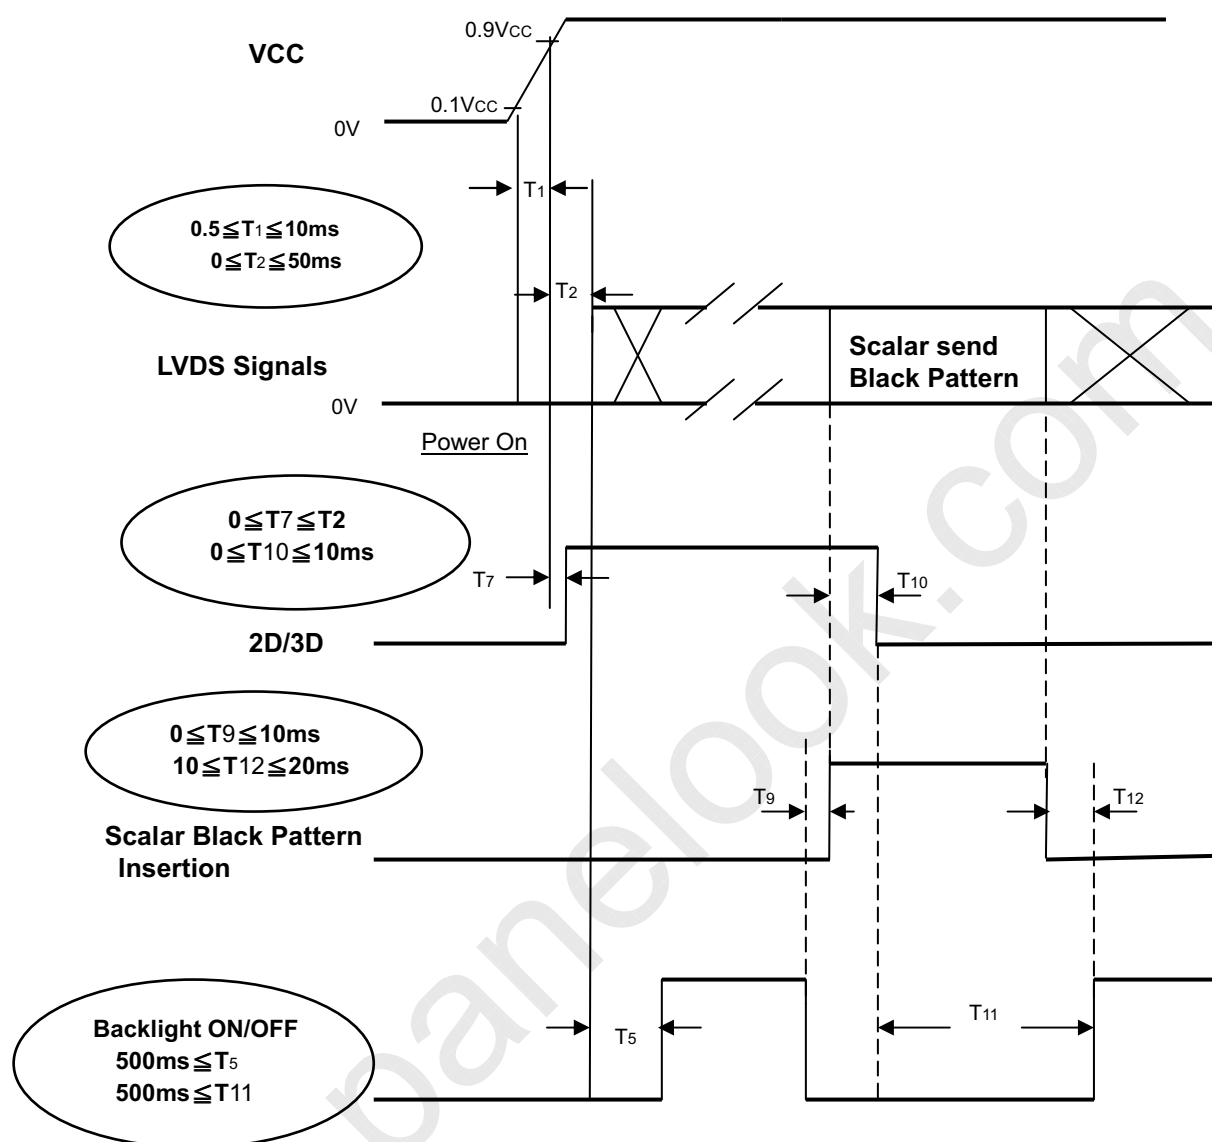 0.9VCC
VCC
0.1VCC
0V
T1
0.5≦T1≦10ms
0≦T2≦50ms
T2
LVDS Signals
Scalar send
Black Pattern
0V
Power On
0≦T7≦T2
0≦T10≦10ms
T7
T10
2D/3D
0≦T9≦10ms
10≦T12≦20ms
T9
T12
Scalar Black Pattern
Insertion
Backlight ON/OFF
500ms≦T5
500ms≦T11
T5
T11
panelook.com